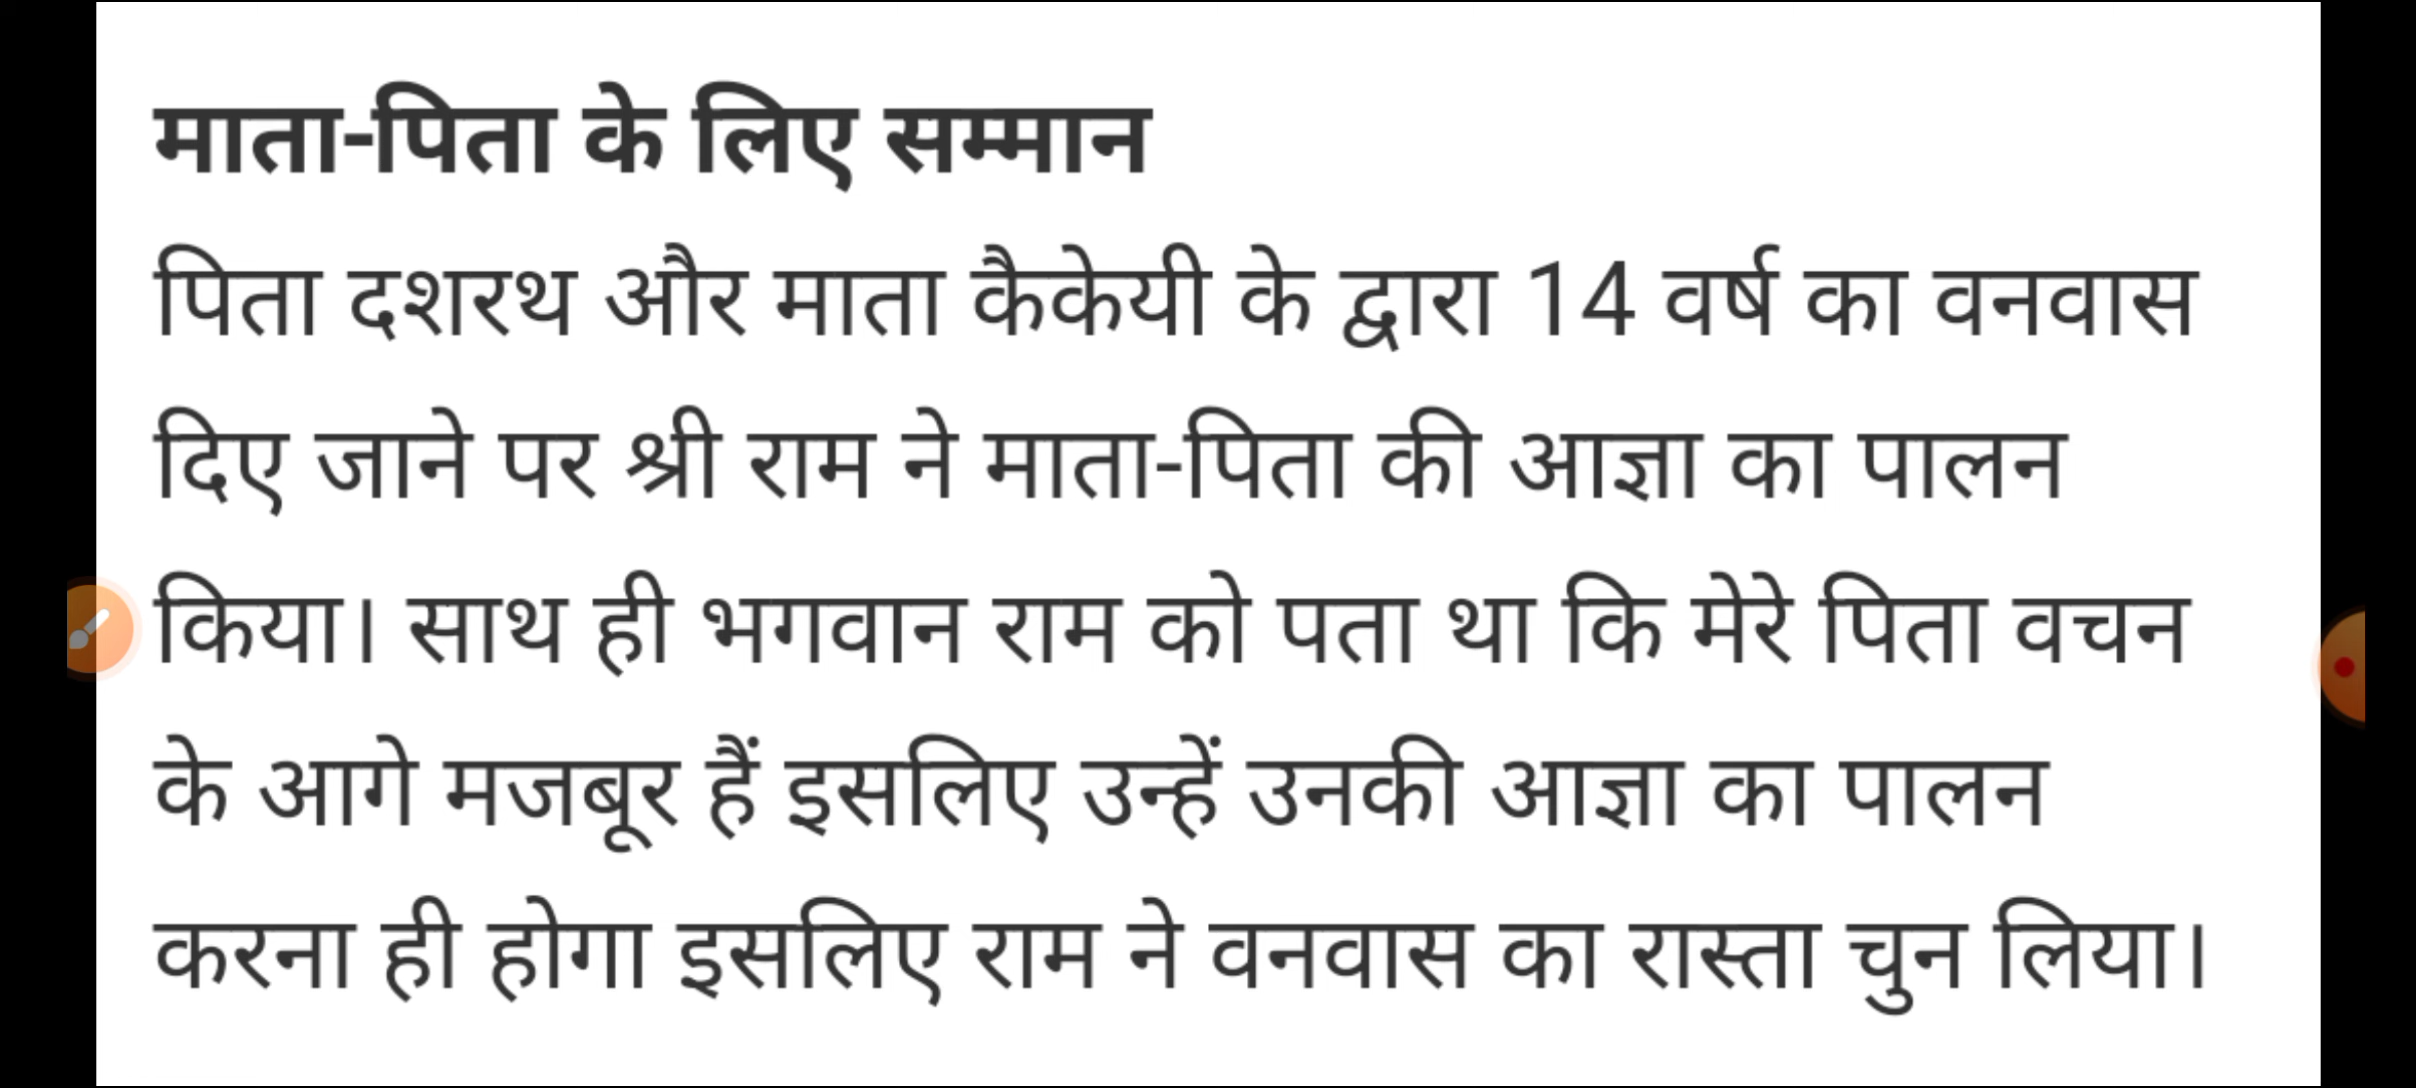 माता-पिता के लिए सम्मान
पिता दशरथ और माता कैकेयी के द्वारा 14 वर्ष का वनवास
दिए जाने पर श्री राम ने माता-पिता की आज्ञा का पालन
किया। साथ ही भगवान राम को पता था कि मेरे पिता वचन
के आगे मजबूर हैं इसलिए उन्हें उनकी आज्ञा का पालन
करना ही होगा इसलिए राम ने वनवास का रास्ता चुन लिया।